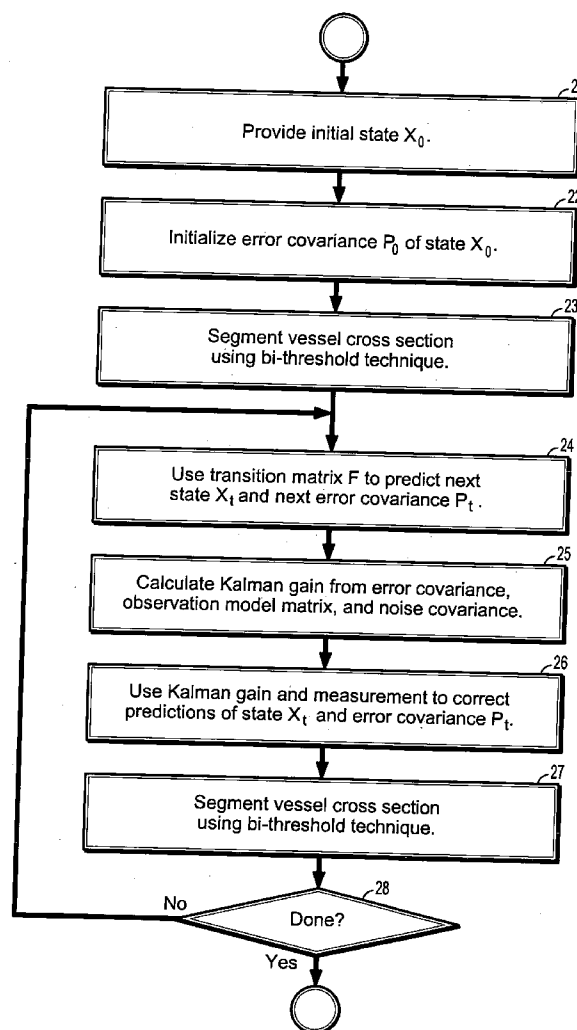 Provide initial state X0.
22
Initialize error covariance P0 of state X0.
23
Segment vessel cross section
using bi-threshold technique.
24
Use transition matrix F to predict next
state Xt and next error covariance Pt .
25
Calculate Kalman gain from error covariance,
observation model matrix, and noise covariance.
26
Use Kalman gain and measurement to correct
predictions of state Xt and error covariance Pt.
27
Segment vessel cross section
using bi-threshold technique.
28
No
Done?
Yes